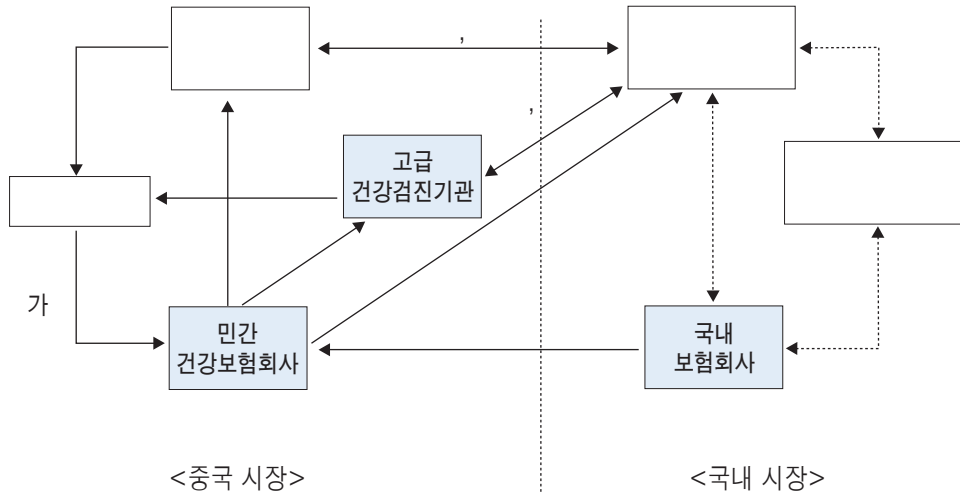 ,
,
고급
건강검진기관
가
민간
건강보험회사
국내
보험회사
<중국 시장>
<국내 시장>